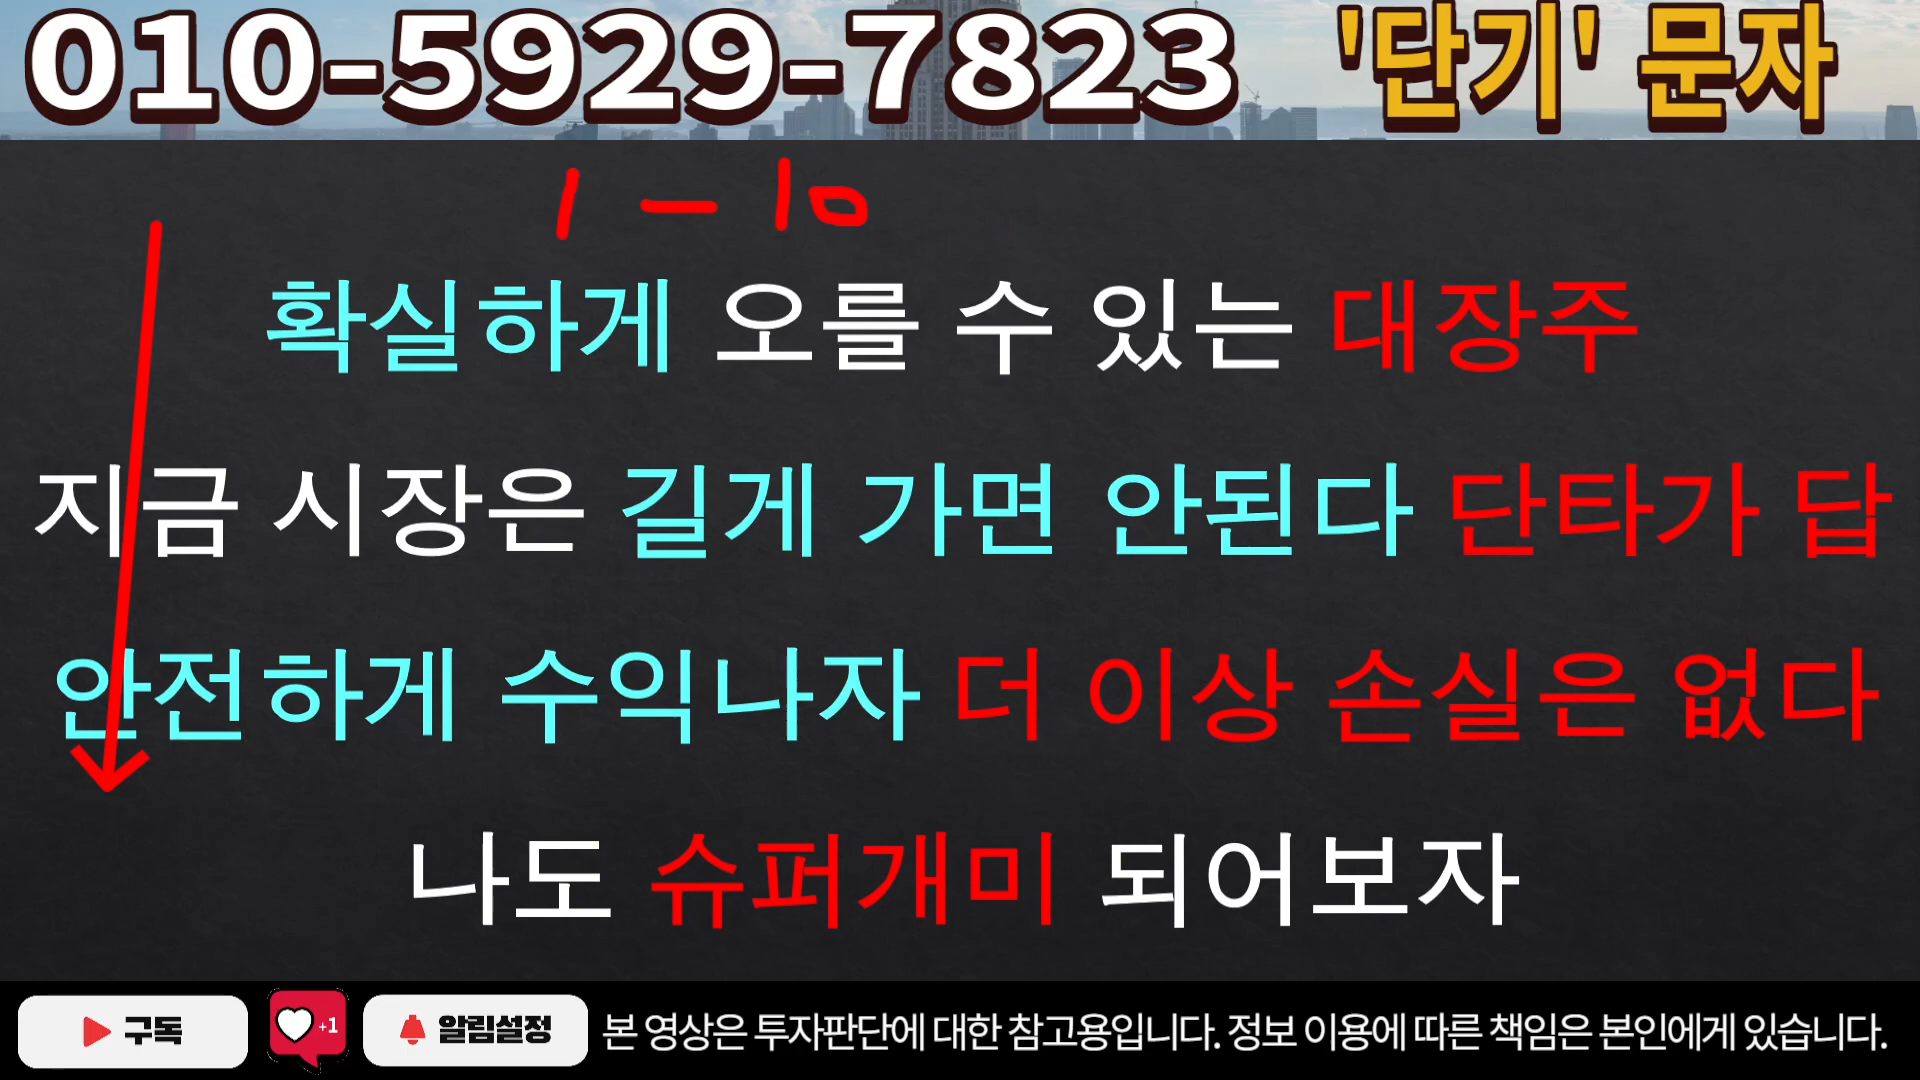 010-5929-7823 '단기' 문자
1 - 10
확실하게 오를 수 있는 대장주
지금 시장은 길게 가면 안된다 단타가 답
안전하게 수익나자 더 이상 손실은 없다
나도 슈퍼개미 되어보자
구독 +1 알림설정 본 영상은 투자판단에 대한 참고용입니다. 정보 이용에 따른 책임은 본인에게 있습니다.